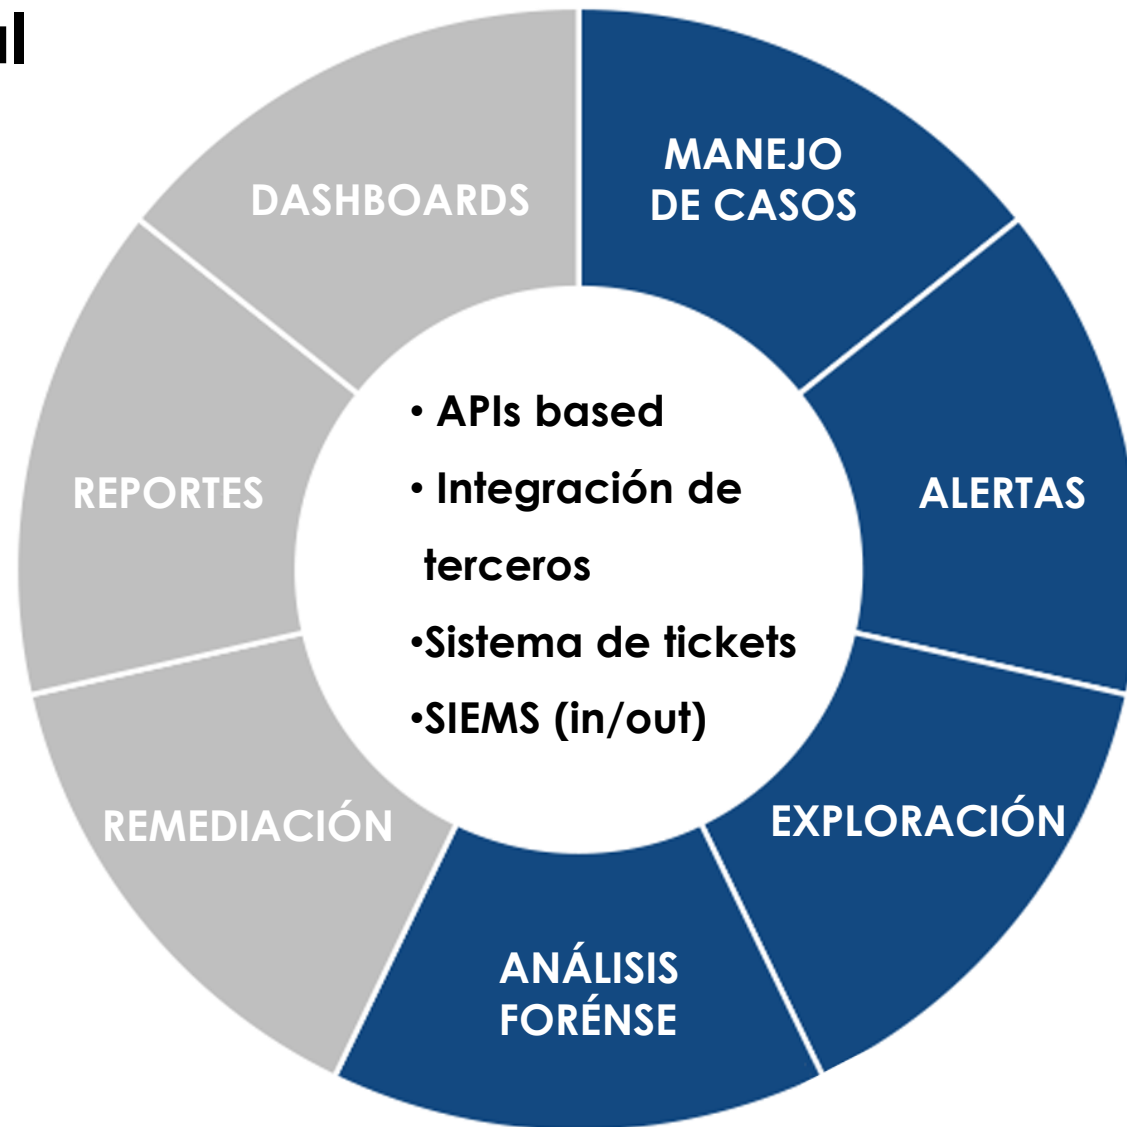 DASHBOARDS
MANEJO
DE CASOS
REPORTES
ALERTAS
• APIs based
• Integración de
terceros
•Sistema de tickets
•SIEMS (in/out)
REMEDIACIÓN
EXPLORACIÓN
ANÁLISIS
FORÉNSE